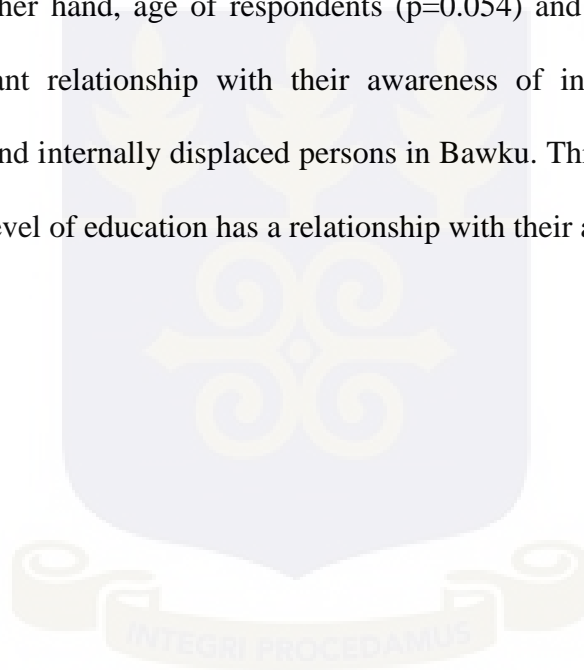 her hand, age of respondents (p=0.054) and
ant relationship with their awareness of in
nd internally displaced persons in Bawku. Thi
evel of education has a relationship with their a
INTEGRI PROCEDAMUS